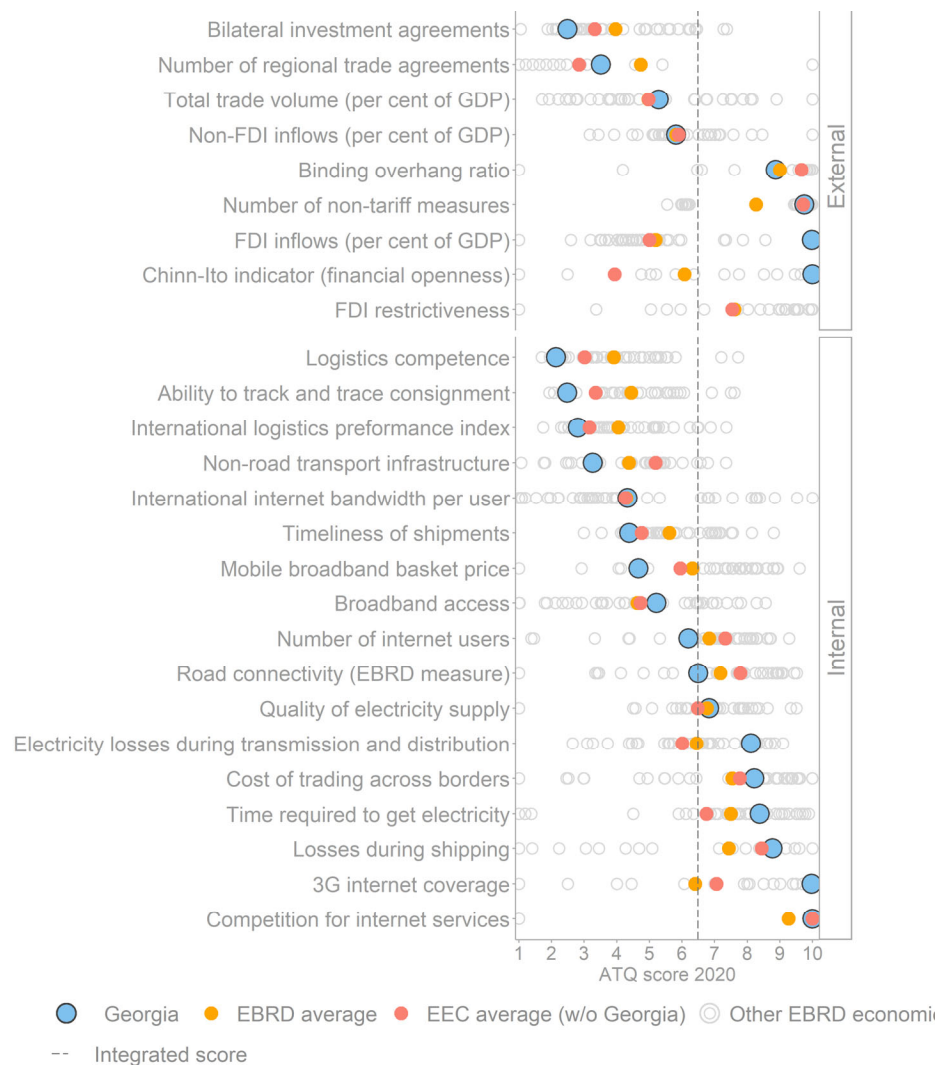 Bilateral investment agreements
Number of regional trade agreements
Total trade volume (per cent of GDP)
Non-FDI inflows (per cent of GDP)
Binding overhang ratio
Number of non-tariff measures
FDI inflows (per cent of GDP)
Chinn-Ito indicator (financial openness)
FDI restrictiveness
External
Logistics competence
Ability to track and trace consignment
International logistics preformance index
Non-road transport infrastructure
International internet bandwidth per user
Timeliness of shipments
Mobile broadband basket price
Broadband access
Number of internet users
Road connectivity (EBRD measure)
Quality of electricity supply
Electricity losses during transmission and distribution
Cost of trading across borders
Time required to get electricity
Losses during shipping
3G internet coverage
Competition for internet services
Internal
1 2 3 4 5 6 7 8 9 10
ATQ score 2020
Georgia EBRD average EEC average (w/o Georgia) Other EBRD economi
-- Integrated score